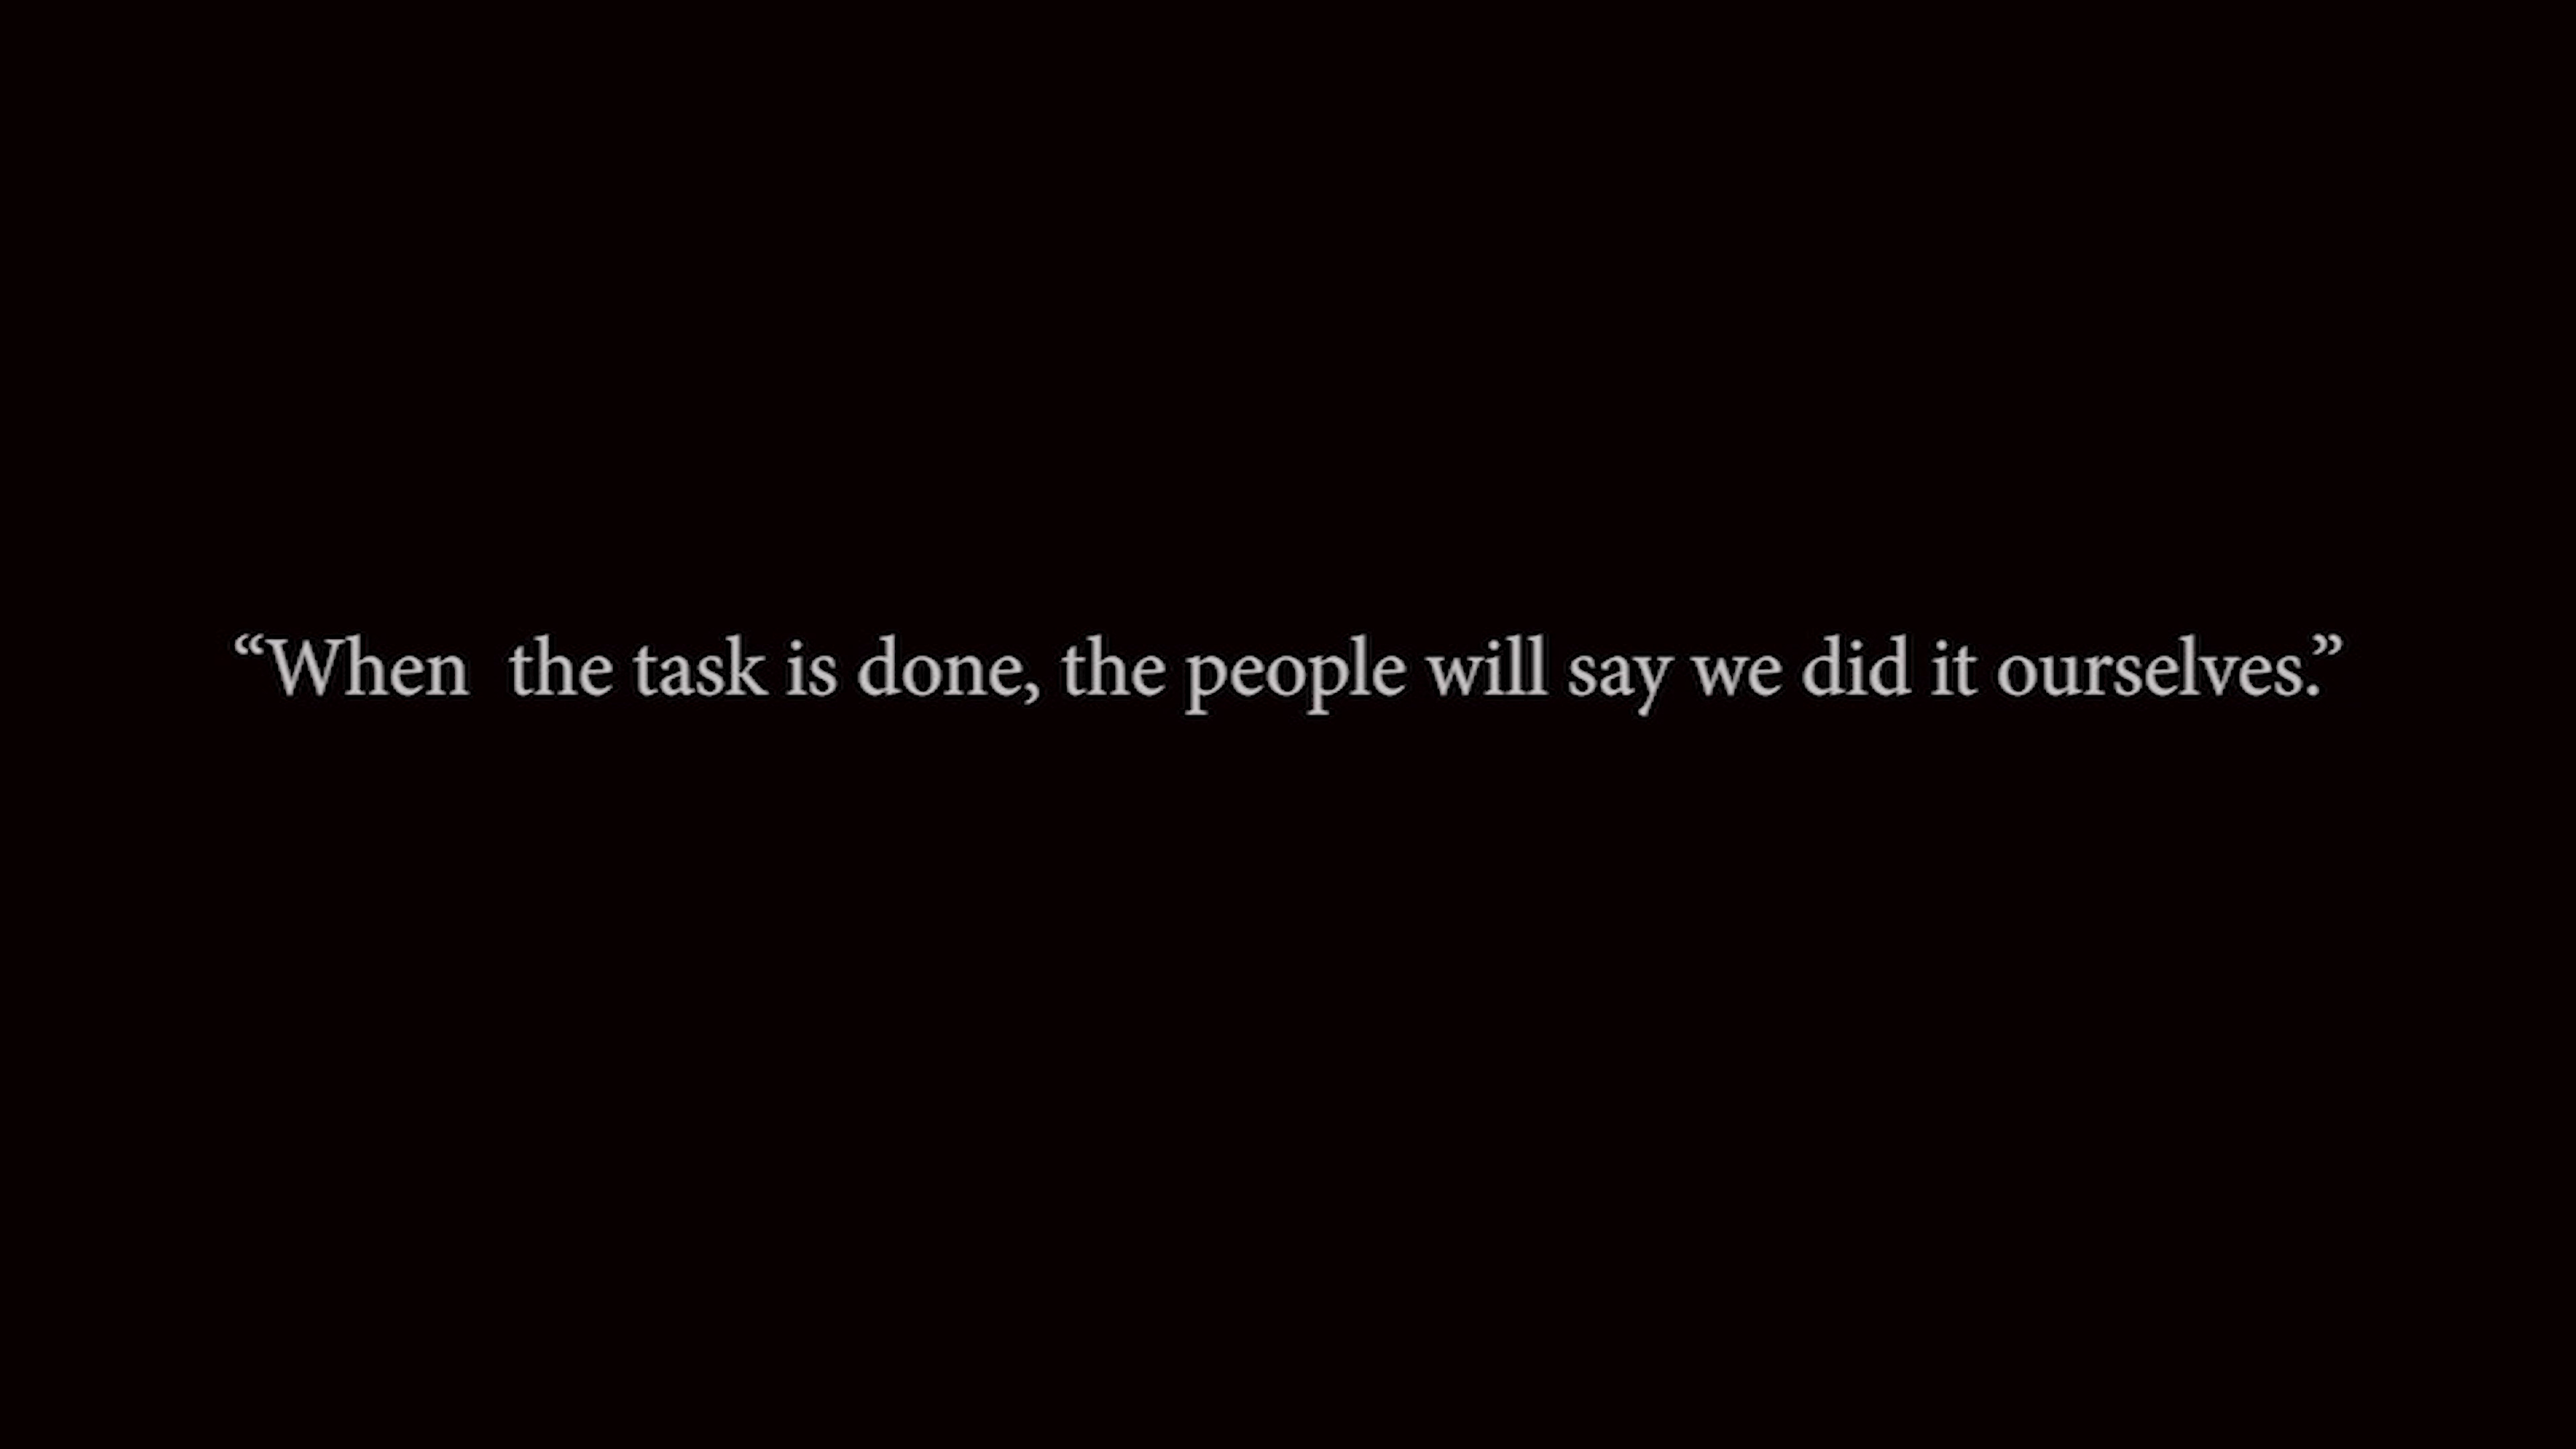 “When  the task is done, the people will say we did it ourselves.”